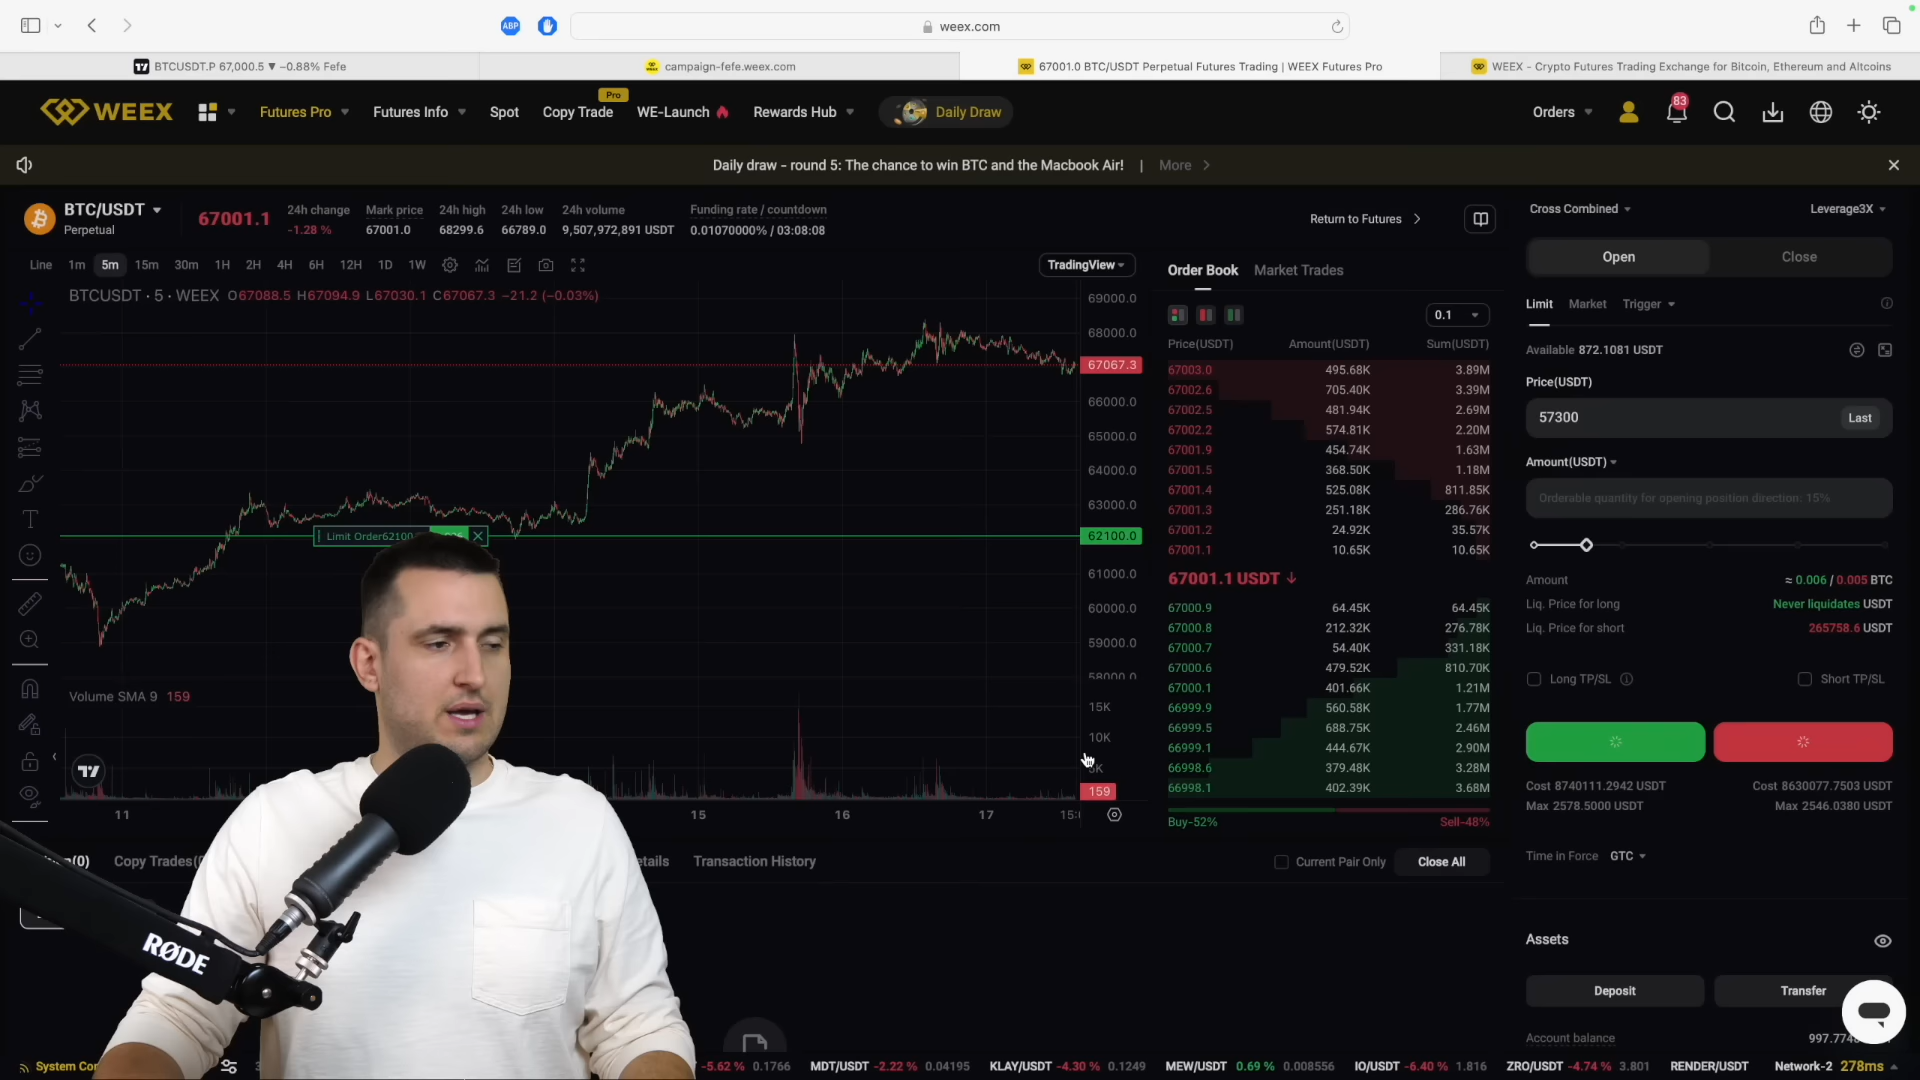 ABP
weex.com
BTCUSDT.P 67,000.5 ▼ −0.88% Fefe
campaign-fefe.weex.com
67001.0 BTC/USDT Perpetual Futures Trading | WEEX Futures Pro
WEEX - Crypto Futures Trading Exchange for Bitcoin, Ethereum and Altcoins
WEEX
Futures Pro
Futures Info
Spot
Pro
Copy Trade
WE-Launch
Rewards Hub
Daily Draw
Orders
83
Daily draw - round 5: The chance to win BTC and the Macbook Air! | More
BTC/USDT
Perpetual
67001.1
24h change
-1.28 %
Mark price
67001.0
24h high
68299.6
24h low
66789.0
24h volume
9,507,972,891 USDT
Funding rate / countdown
0.01070000% / 03:08:08
Return to Futures
Cross Combined
Leverage3X
Line 1m 5m 15m 30m 1H 2H 4H 6H 12H 1D 1W
TradingView
BTCUSDT · 5 · WEEX O67088.5 H67094.9 L67030.1 C67067.3 −21.2 (−0.03%)
69000.0
68000.0
67067.3
66000.0
65000.0
64000.0
63000.0
62100.0
61000.0
60000.0
59000.0
58000.0
Limit Order62100
Volume SMA 9 159
15K
10K
5K
159
11
15
16
17
15:
Order Book Market Trades
0.1
Price(USDT) Amount(USDT) Sum(USDT)
67003.0 495.68K 3.89M
67002.6 705.40K 3.39M
67002.5 481.94K 2.69M
67002.2 574.81K 2.20M
67001.9 454.74K 1.63M
67001.5 368.50K 1.18M
67001.4 525.08K 811.85K
67001.3 251.18K 286.76K
67001.2 24.92K 35.57K
67001.1 10.65K 10.65K
67001.1 USDT ↓
67000.9 64.45K 64.45K
67000.8 212.32K 276.78K
67000.7 54.40K 331.18K
67000.6 479.52K 810.70K
67000.1 401.66K 1.21M
66999.9 560.58K 1.77M
66999.5 688.75K 2.46M
66999.1 444.67K 2.90M
66998.6 379.48K 3.28M
66998.1 402.39K 3.68M
Buy-52% Sell-48%
Open Close
Limit Market Trigger
Available 872.1081 USDT
Price(USDT)
57300 Last
Amount(USDT)
Orderable quantity for opening position direction: 15%
Amount ≈ 0.006 / 0.005 BTC
Liq. Price for long Never liquidates USDT
Liq. Price for short 265758.6 USDT
Long TP/SL Short TP/SL
Cost 8740111.2942 USDT Cost 8630077.7503 USDT
Max 2578.5000 USDT Max 2546.0380 USDT
Time in Force GTC
(0) Copy Trades( etails Transaction History
Current Pair Only Close All
Assets
Deposit Transfer
Account balance 997.774
RØDE
System Co
-5.62 % 0.1766 MDT/USDT -2.22 % 0.04195 KLAY/USDT -4.30 % 0.1249 MEW/USDT 0.69 % 0.008556 IO/USDT -6.40 % 1.816 ZRO/USDT -4.74 % 3.801 RENDER/USDT Network-2 278ms